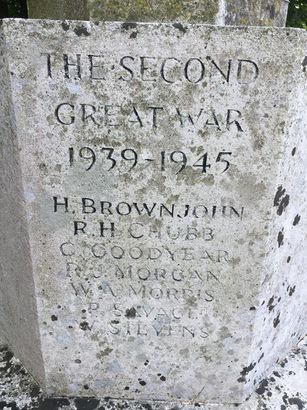 THE SECOND
GREAT WAR
1939-1945
H. BROWNJOHN
R.H CHUBB
C. GOODYEAR
R.J. MORGAN
W.A MORRIS
P. SAVAGE
STEVENS